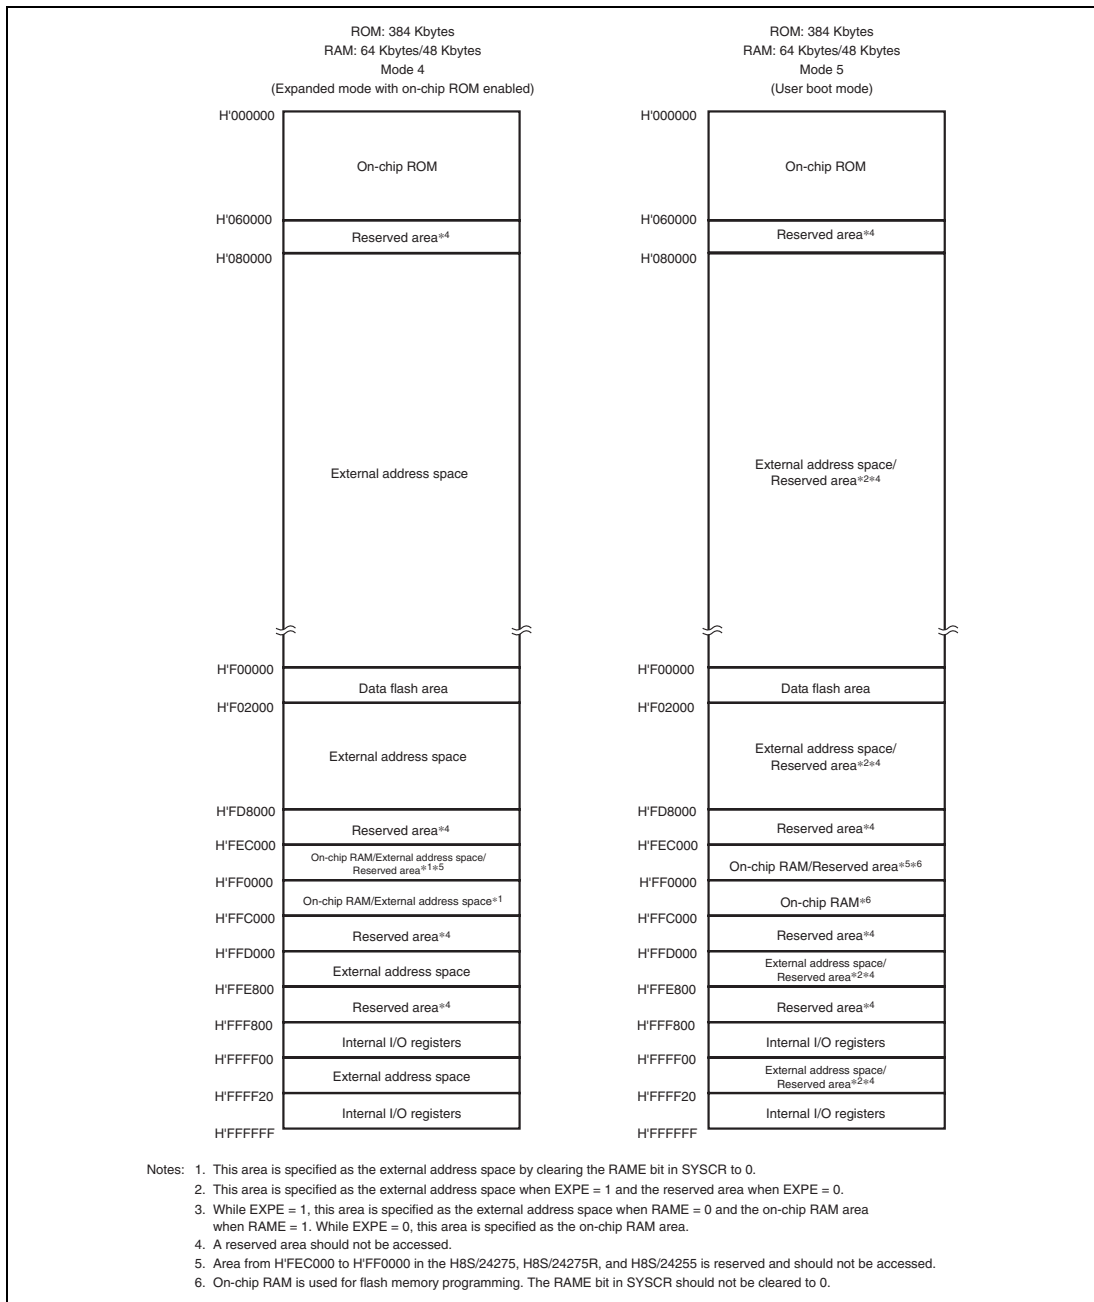 ROM: 384 Kbytes
RAM: 64 Kbytes/48 Kbytes
Mode 4
(Expanded mode with on-chip ROM enabled)
H'000000
On-chip ROM
H'060000
Reserved area*4
H'080000
External address space
H'F00000
Data flash area
H'F02000
External address space
H'FD8000
Reserved area*4
H'FEC000
On-chip RAM/External address space/
Reserved area*1*5
H'FF0000
On-chip RAM/External address space*1
H'FFC000
Reserved area*4
H'FFD000
External address space
H'FFE800
Reserved area*4
H'FFF800
Internal I/O registers
H'FFFF00
External address space
H'FFFF20
Internal I/O registers
H'FFFFFF
ROM: 384 Kbytes
RAM: 64 Kbytes/48 Kbytes
Mode 5
(User boot mode)
H'000000
On-chip ROM
H'060000
Reserved area*4
H'080000
External address space/
Reserved area*2*4
H'F00000
Data flash area
H'F02000
External address space/
Reserved area*2*4
H'FD8000
Reserved area*4
H'FEC000
On-chip RAM/Reserved area*5*6
H'FF0000
On-chip RAM*6
H'FFC000
Reserved area*4
H'FFD000
External address space/
Reserved area*2*4
H'FFE800
Reserved area*4
H'FFF800
Internal I/O registers
H'FFFF00
External address space/
Reserved area*2*4
H'FFFF20
Internal I/O registers
H'FFFFFF
Notes: 1. This area is specified as the external address space by clearing the RAME bit in SYSCR to 0.
2. This area is specified as the external address space when EXPE = 1 and the reserved area when EXPE = 0.
3. While EXPE = 1, this area is specified as the external address space when RAME = 0 and the on-chip RAM area
when RAME = 1. While EXPE = 0, this area is specified as the on-chip RAM area.
4. A reserved area should not be accessed.
5. Area from H'FEC000 to H'FF0000 in the H8S/24275, H8S/24275R, and H8S/24255 is reserved and should not be accessed.
6. On-chip RAM is used for flash memory programming. The RAME bit in SYSCR should not be cleared to 0.